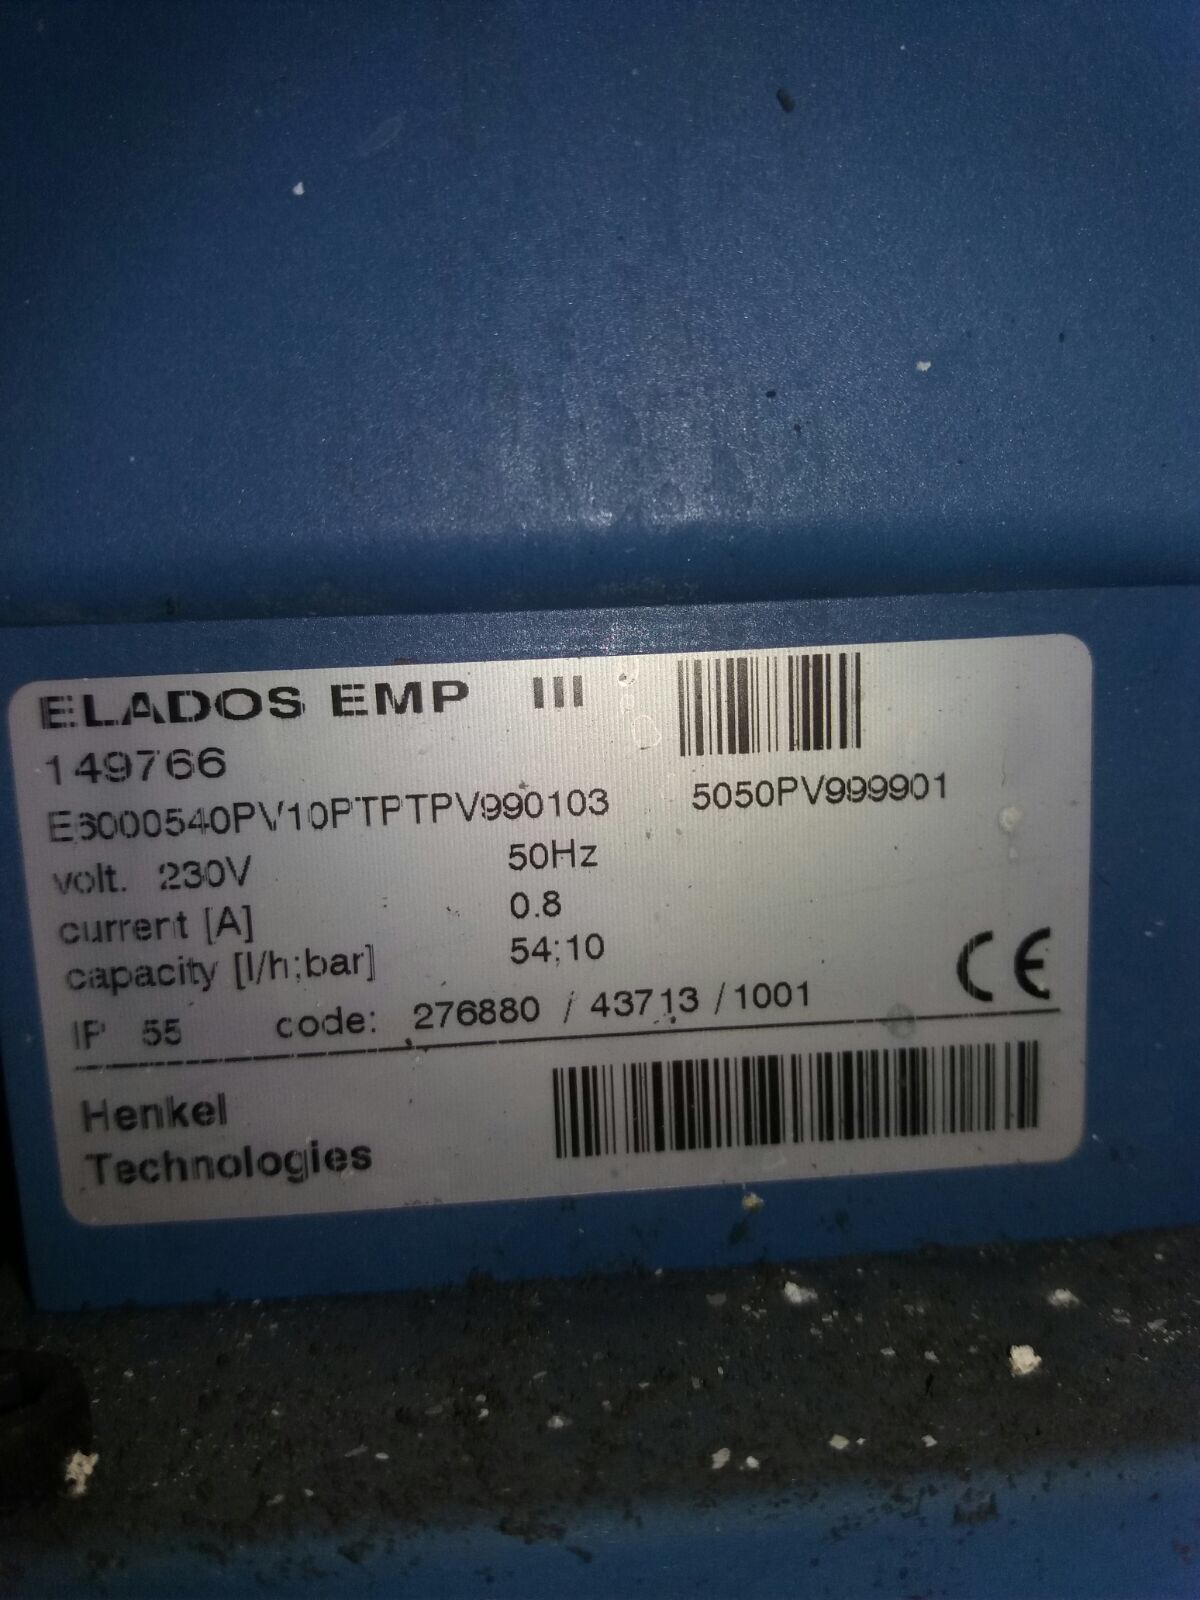 ELADOS EMP III
149766
E6000540PV10PTPTPV990103 5050PV999901
volt. 230V 50Hz
current [A] 0.8
capacity [l/h;bar] 54;10
IP 55 code: 276880 / 43713 / 1001
CE
Henkel
Technologies